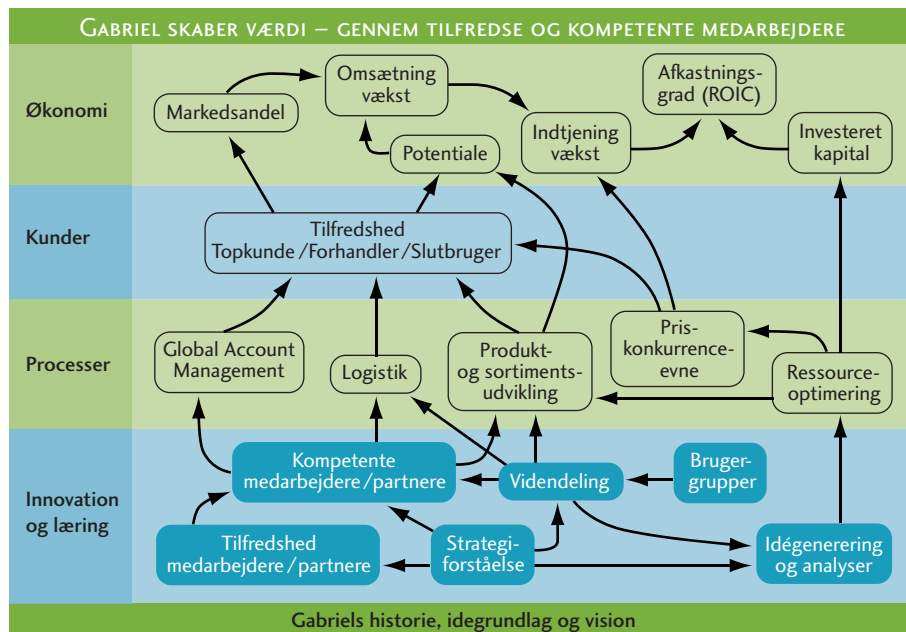 GABRIEL SKABER VÆRDI – GENNEM TILFREDSE OG KOMPETENTE MEDARBEJDERE
Økonomi
Markedsandel
Omsætning
vækst
Potentiale
Indtjening
vækst
Afkastnings-
grad (ROIC)
Investeret
kapital
Kunder
Tilfredshed
Topkunde/Forhandler/Slutbruger
Processer
Global Account
Management
Logistik
Produkt-
og sortiments-
udvikling
Pris-
konkurrence-
evne
Ressource-
optimering
Innovation
og læring
Kompetente
medarbejdere/partnere
Videndeling
Bruger-
grupper
Tilfredshed
medarbejdere/partnere
Strategi-
forståelse
Idégenerering
og analyser
Gabriels historie, idegrundlag og vision